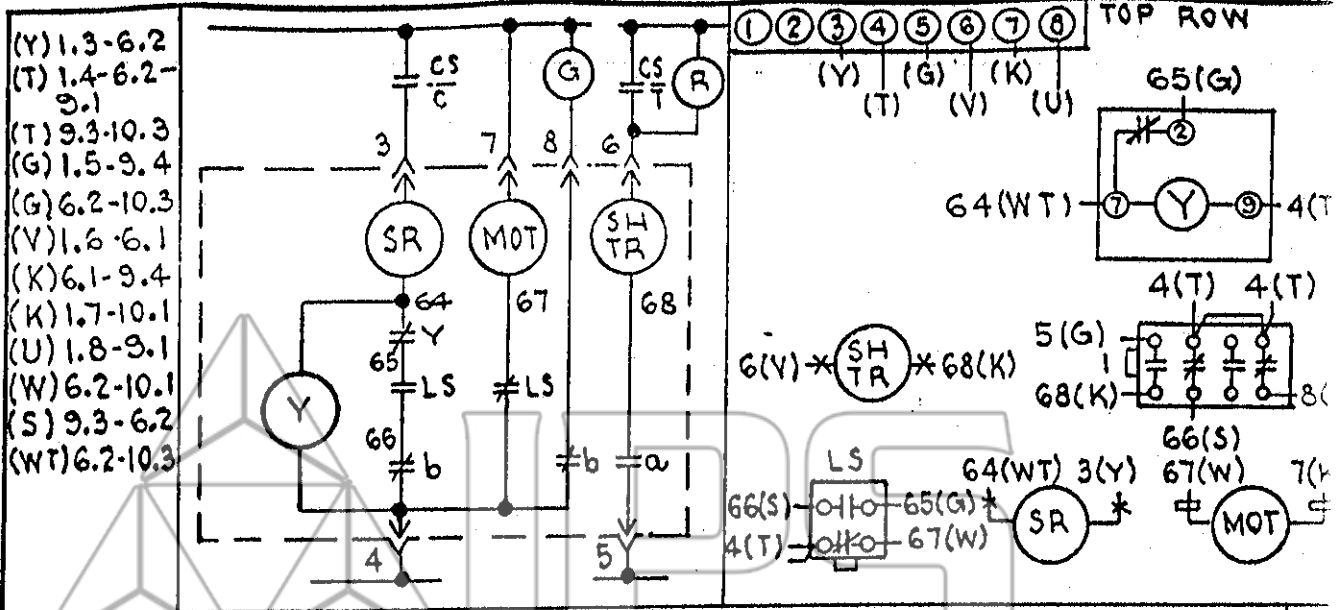 (Y) 1.3-6.2
(T) 1.4-6.2-
9.1
(T) 9.3-10.3
(G) 1.5-9.4
(G) 6.2-10.3
(V) 1.6-6.1
(K) 6.1-9.4
(K) 1.7-10.1
(U) 1.8-9.1
(W) 6.2-10.1
(S) 9.3-6.2
(WT) 6.2-10.3
CS
C
G
CS
T
R
3
7
8
6
SR
MOT
SH
TR
64
67
68
Y
65
LS
LS
Y
66
b
b
a
4
5
1 2 3 4 5 6 7 8
TOP ROW
(Y) (G) (K)
(T) (V) (U)
65(G)
2
64(WT)
7
Y
9
4(T
4(T) 4(T)
5(G)
1
6(V)
SH
TR
68(K)
68(K)
8(
66(S)
LS
64(WT) 3(Y)
67(W)
66(S)
65(G)
SR
MOT
4(T)
67(W)